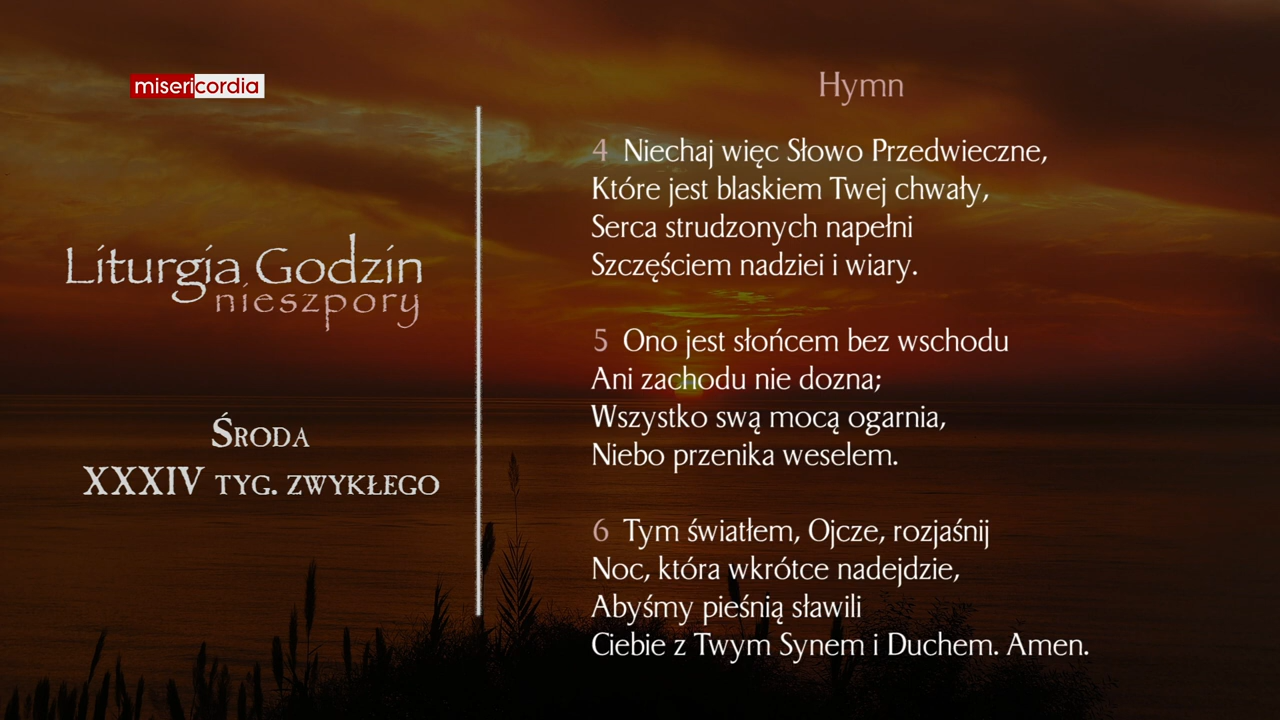 misericordia
Liturgia Godzin
nieszpory
Środa
XXXIV tyg. zwykłego
Hymn
4 Niechaj więc Słowo Przedwieczne,
Które jest blaskiem Twej chwały,
Serca strudzonych napełni
Szczęściem nadziei i wiary.
5 Ono jest słońcem bez wschodu
Ani zachodu nie dozna;
Wszystko swą mocą ogarnia,
Niebo przenika weselem.
6 Tym światłem, Ojcze, rozjaśnij
Noc, która wkrótce nadejdzie,
Abyśmy pieśnią sławili
Ciebie z Twym Synem i Duchem. Amen.